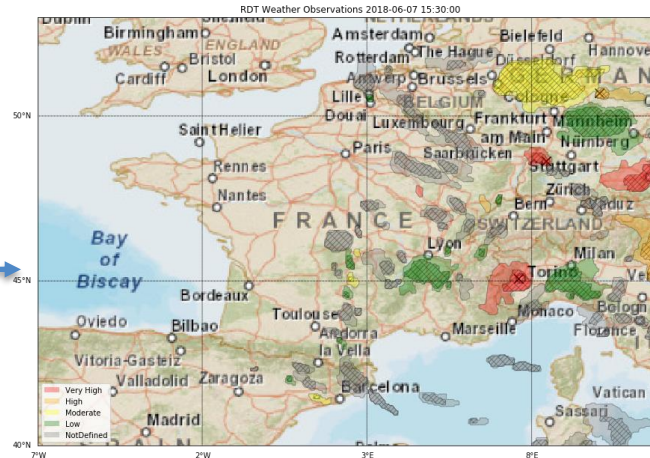 RDT Weather Observations 2018-06-07 15:30:00
Dublin
Birmingham
WALES
ENGLAND
Bristol
Cardiff
London
Amsterdam
The Hague
Rotterdam
Antwerp
Brussels
Bielefeld
Düsseldorf
Lille
BELGIUM
Douai
Luxembourg
Frankfurt
am Main
Mannheim
Nürnberg
Saarbrücken
Stuttgart
50°N
Saint Helier
Paris
Rennes
Nantes
FRANCE
Bern
Zürich
Vaduz
SWITZERLAND
Bay
of
Biscay
Lyon
Milan
Torino
45°N
Bordeaux
Toulouse
Monaco
Marseille
Florence
Oviedo
Bilbao
Andorra
la Vella
Vitoria-Gasteiz
Valladolid
Zaragoza
Barcelona
Vatican
Sassari
Madrid
Very High
High
Moderate
Low
NotDefined
40°N
7°W
2°W
3°E
8°E